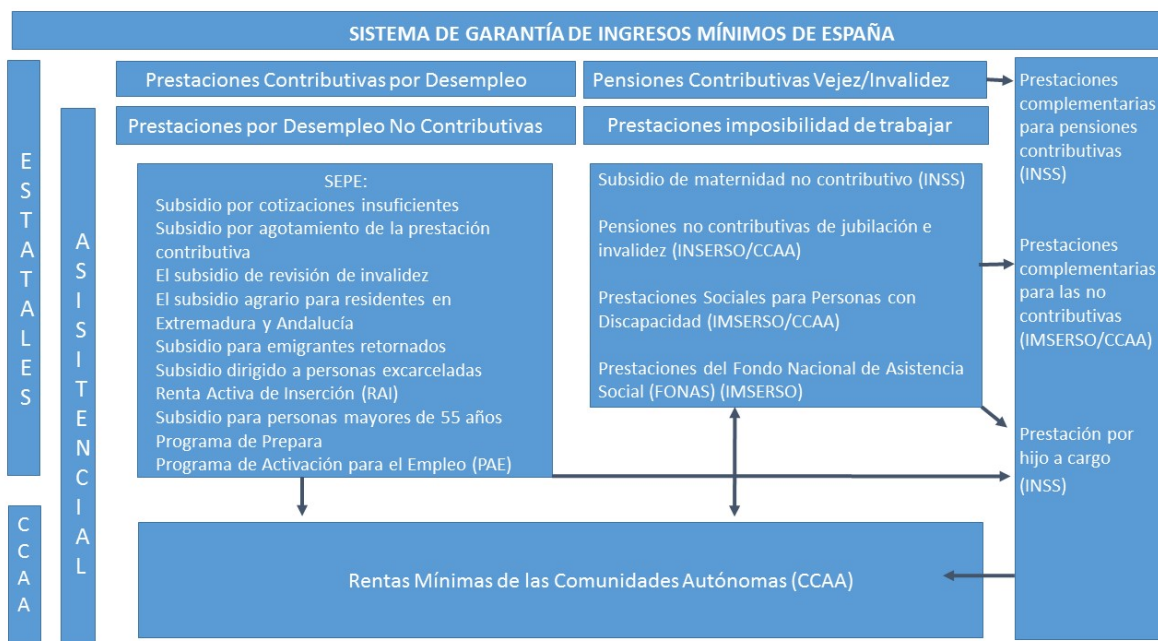 SISTEMA DE GARANTÍA DE INGRESOS MÍNIMOS DE ESPAÑA
ESTATALES
ASISITENCIAL
CCAA
Prestaciones Contributivas por Desempleo
Pensiones Contributivas Vejez/Invalidez
Prestaciones por Desempleo No Contributivas
Prestaciones imposibilidad de trabajar
SEPE:
Subsidio por cotizaciones insuficientes
Subsidio por agotamiento de la prestación
contributiva
El subsidio de revisión de invalidez
El subsidio agrario para residentes en
Extremadura y Andalucía
Subsidio para emigrantes retornados
Subsidio dirigido a personas excarceladas
Renta Activa de Inserción (RAI)
Subsidio para personas mayores de 55 años
Programa de Prepara
Programa de Activación para el Empleo (PAE)
Subsidio de maternidad no contributivo (INSS)
Pensiones no contributivas de jubilación e
invalidez (INSERSO/CCAA)
Prestaciones Sociales para Personas con
Discapacidad (IMSERSO/CCAA)
Prestaciones del Fondo Nacional de Asistencia
Social (FONAS) (IMSERSO)
Prestaciones
complementarias
para pensiones
contributivas
(INSS)
Prestaciones
complementarias
para las no
contributivas
(IMSERSO/CCAA)
Prestación por
hijo a cargo
(INSS)
Rentas Mínimas de las Comunidades Autónomas (CCAA)